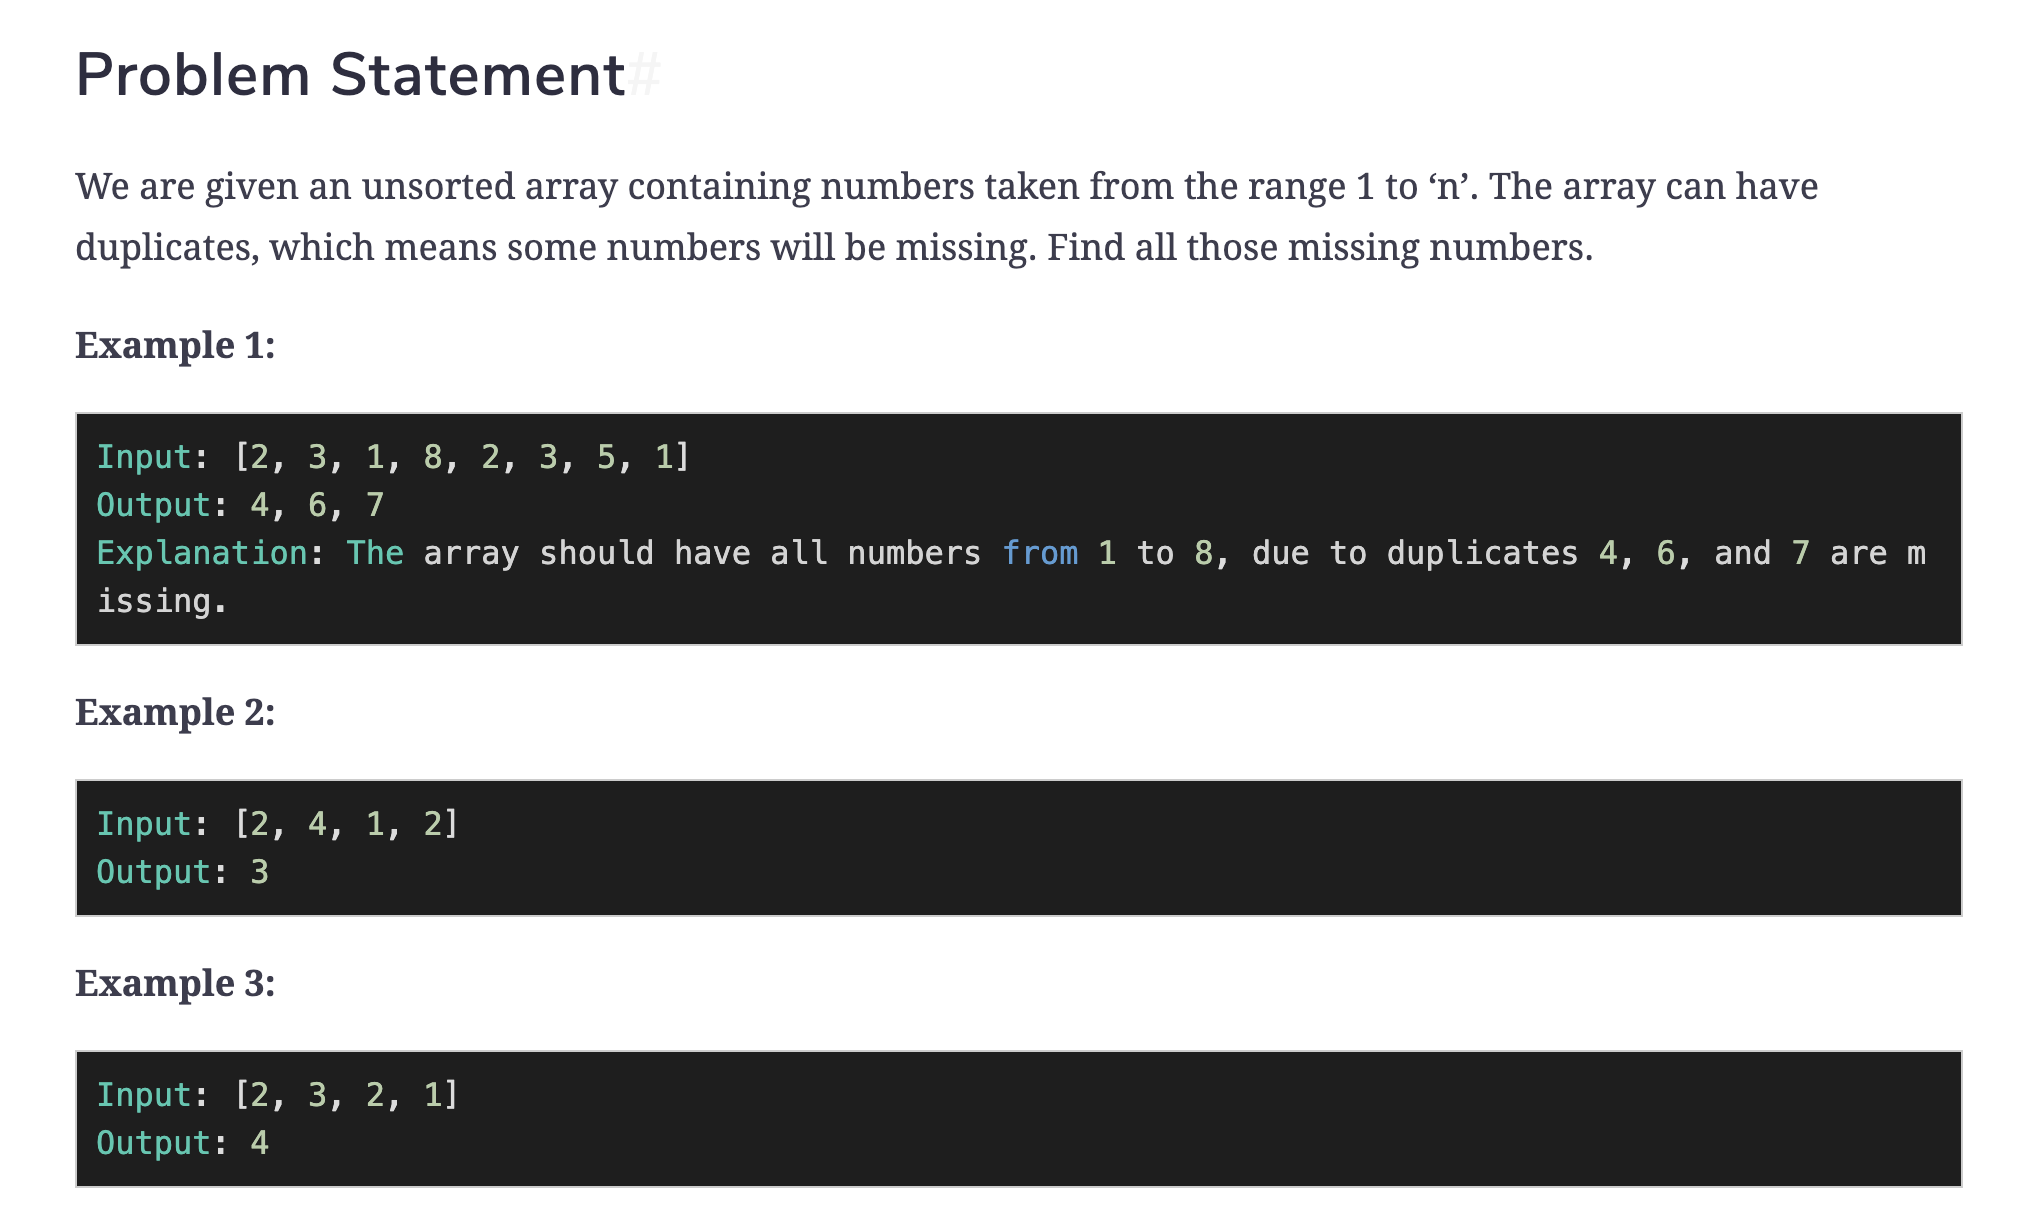 Problem Statement#
We are given an unsorted array containing numbers taken from the range 1 to ‘n’. The array can have
duplicates, which means some numbers will be missing. Find all those missing numbers.
Example 1:
Input: [2, 3, 1, 8, 2, 3, 5, 1]
Output: 4, 6, 7
Explanation: The array should have all numbers from 1 to 8, due to duplicates 4, 6, and 7 are m
issing.
Example 2:
Input: [2, 4, 1, 2]
Output: 3
Example 3:
Input: [2, 3, 2, 1]
Output: 4